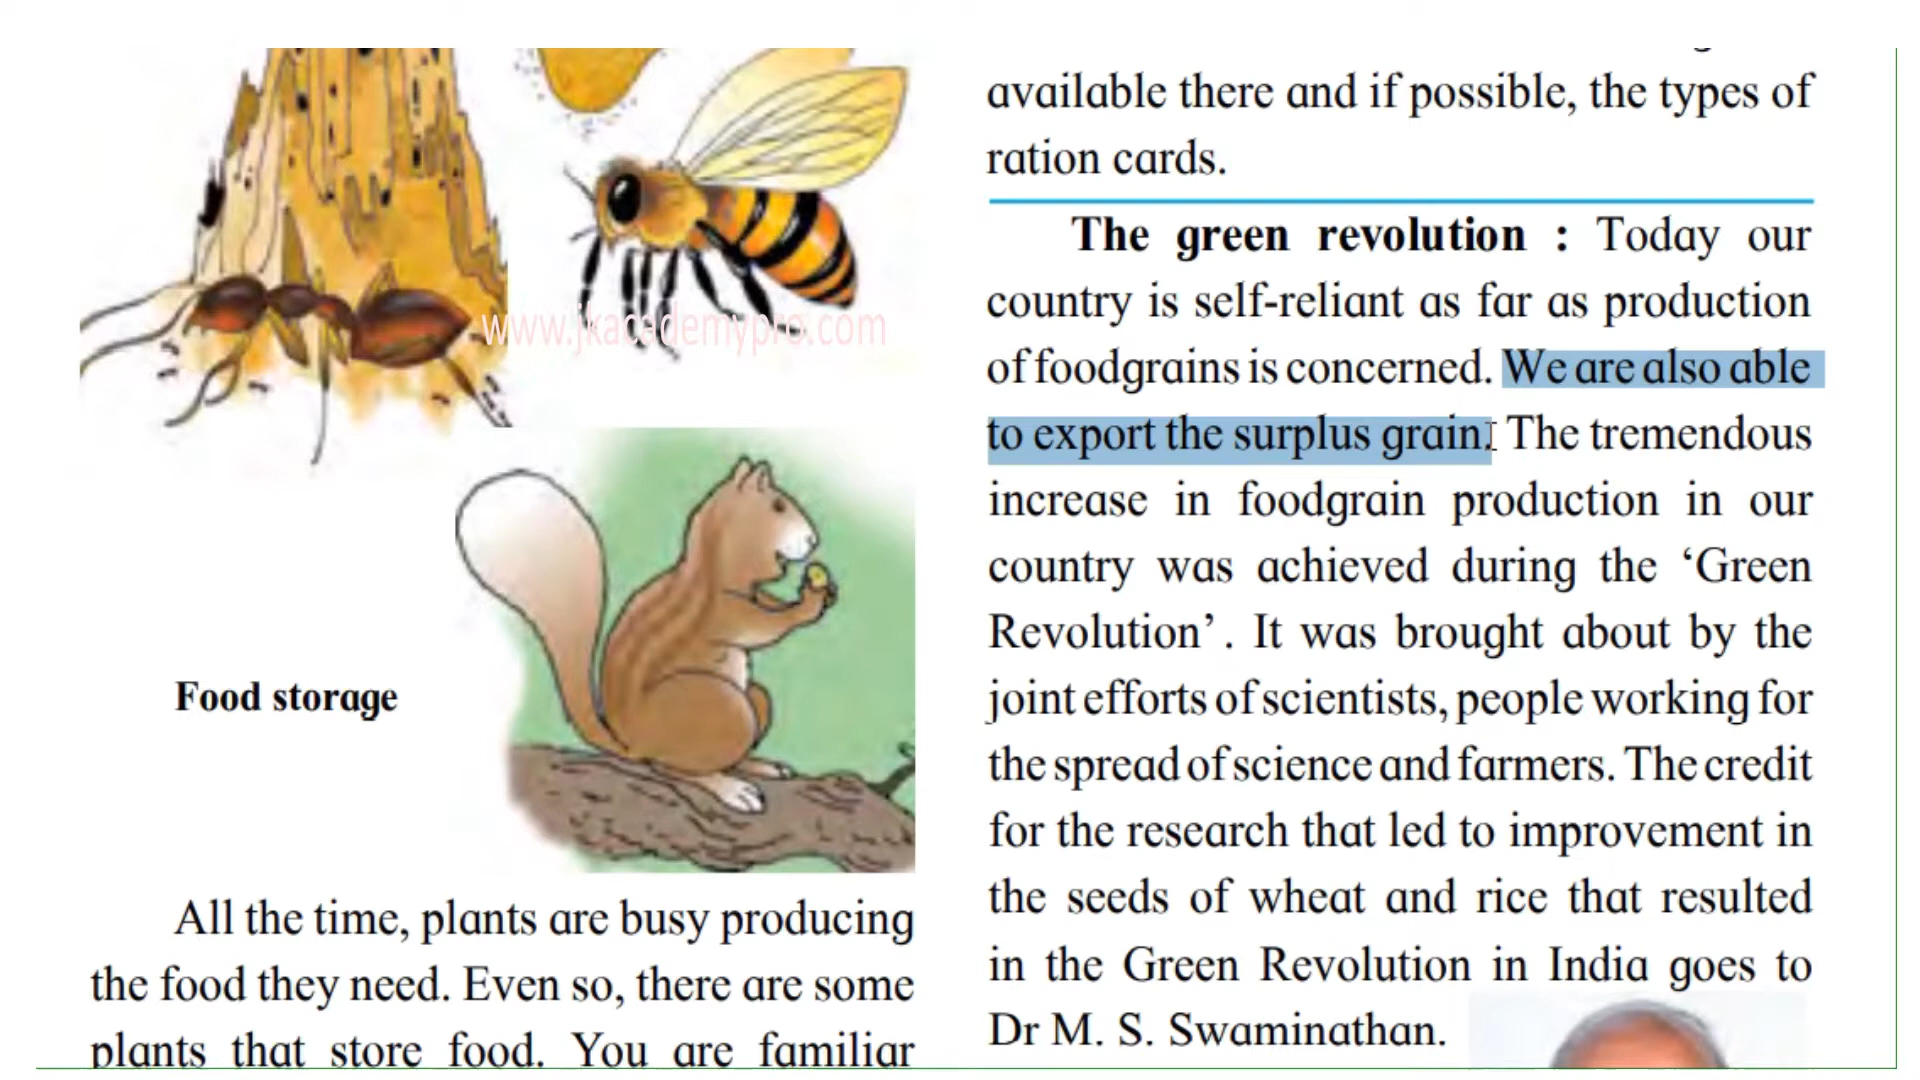 www.jkacademypro.com
Food storage
All the time, plants are busy producing
the food they need. Even so, there are some
plants that store food. You are familiar
available there and if possible, the types of
ration cards.
The green revolution : Today our
country is self-reliant as far as production
of foodgrains is concerned. We are also able
to export the surplus grain. The tremendous
increase in foodgrain production in our
country was achieved during the ‘Green
Revolution’. It was brought about by the
joint efforts of scientists, people working for
the spread of science and farmers. The credit
for the research that led to improvement in
the seeds of wheat and rice that resulted
in the Green Revolution in India goes to
Dr M. S. Swaminathan.